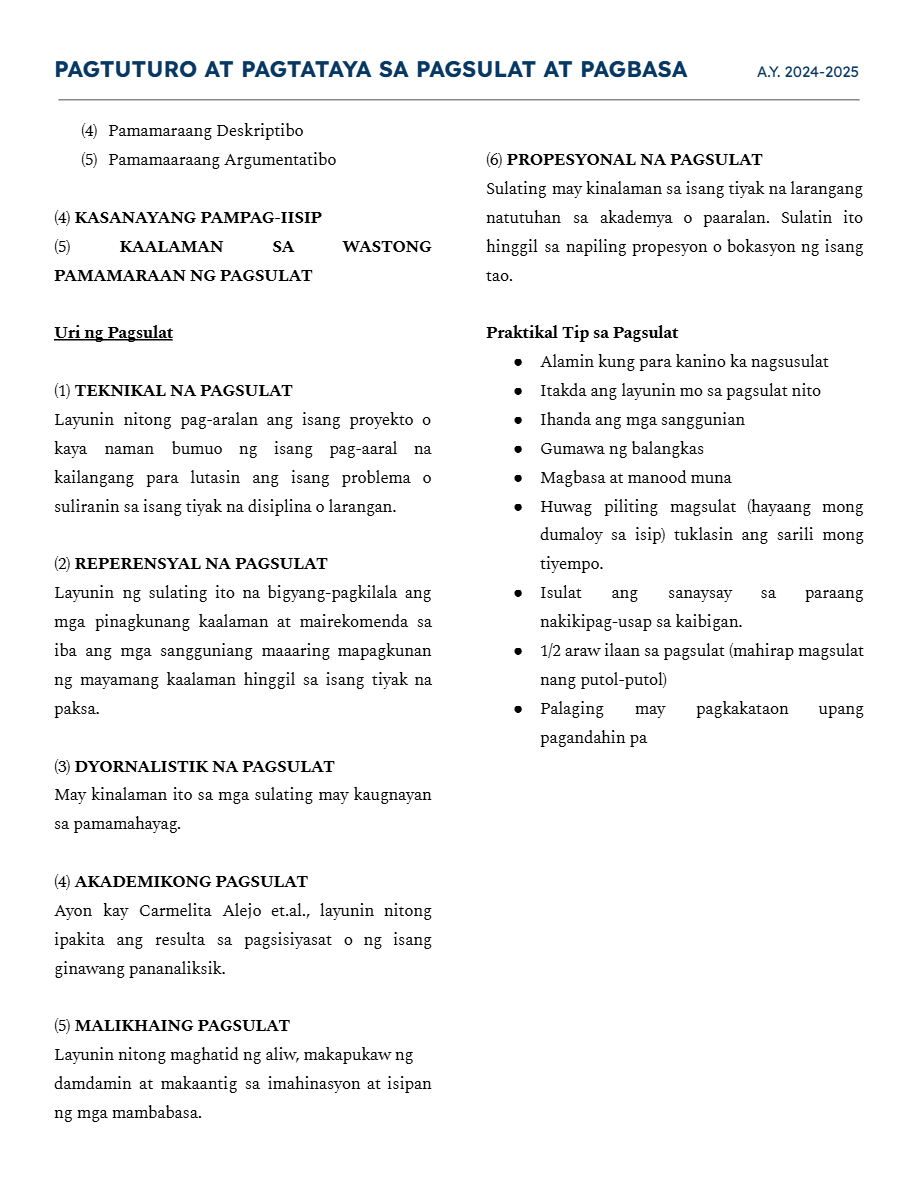 PAGTUTURO AT PAGTATAYA SA PAGSULAT AT PAGBASA
A.Y. 2024-2025
(4) Pamamaraang Deskriptibo
(5) Pamamaaraang Argumentatibo
(4) KASANAYANG PAMPAG-IISIP
(5) KAALAMAN SA WASTONG
PAMAMARAAN NG PAGSULAT
Uri ng Pagsulat
(1) TEKNIKAL NA PAGSULAT
Layunin nitong pag-aralan ang isang proyekto o
kaya naman bumuo ng isang pag-aaral na
kailangang para lutasin ang isang problema o
suliranin sa isang tiyak na disiplina o larangan.
(2) REPERENSYAL NA PAGSULAT
Layunin ng sulating ito na bigyang-pagkilala ang
mga pinagkunang kaalaman at mairekomenda sa
iba ang mga sangguniang maaaring mapagkunan
ng mayamang kaalaman hinggil sa isang tiyak na
paksa.
(3) DYORNALISTIK NA PAGSULAT
May kinalaman ito sa mga sulating may kaugnayan
sa pamamahayag.
(4) AKADEMIKONG PAGSULAT
Ayon kay Carmelita Alejo et.al., layunin nitong
ipakita ang resulta sa pagsisiyasat o ng isang
ginawang pananaliksik.
(5) MALIKHAING PAGSULAT
Layunin nitong maghatid ng aliw, makapukaw ng
damdamin at makaantig sa imahinasyon at isipan
ng mga mambabasa.
(6) PROPESYONAL NA PAGSULAT
Sulating may kinalaman sa isang tiyak na larangang
natutuhan sa akademya o paaralan. Sulatin ito
hinggil sa napiling propesyon o bokasyon ng isang
tao.
Praktikal Tip sa Pagsulat
● Alamin kung para kanino ka nagsusulat
● Itakda ang layunin mo sa pagsulat nito
● Ihanda ang mga sanggunian
● Gumawa ng balangkas
● Magbasa at manood muna
● Huwag piliting magsulat (hayaang mong
dumaloy sa isip) tuklasin ang sarili mong
tiyempo.
● Isulat ang sanaysay sa paraang
nakikipag-usap sa kaibigan.
● 1/2 araw ilaan sa pagsulat (mahirap magsulat
nang putol-putol)
● Palaging may pagkakataon upang
pagandahin pa